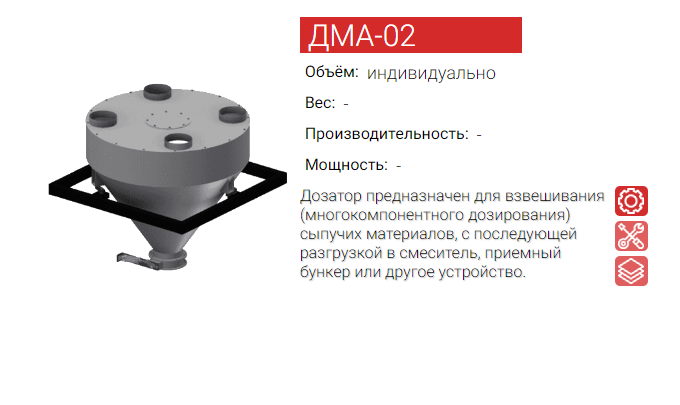 ДМА-02
Объём: индивидуально
Вес: -
Производительность: -
Мощность: -
Дозатор предназначен для взвешивания
(многокомпонентного дозирования)
сыпучих материалов, с последующей
разгрузкой в смеситель, приемный
бункер или другое устройство.